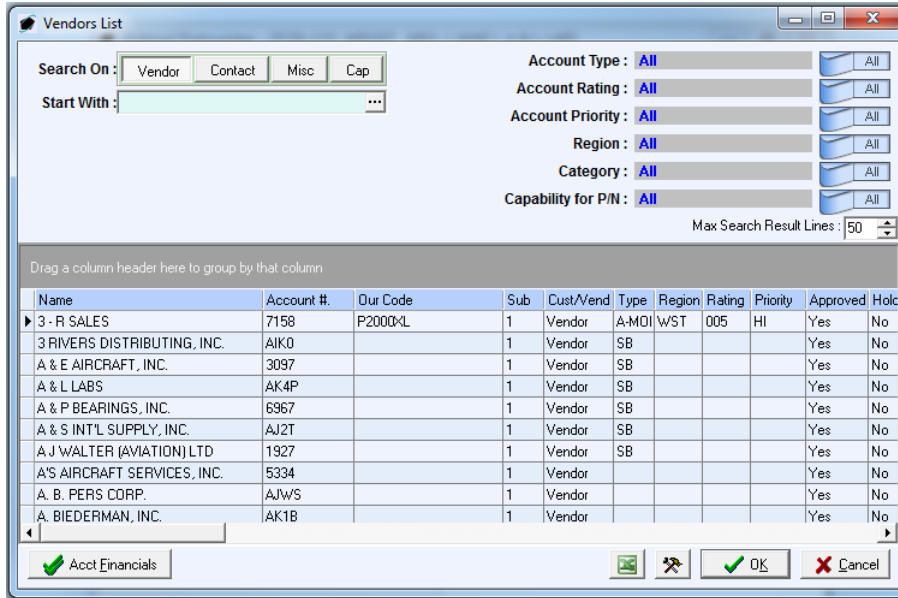 Vendors List
Search On : Vendor Contact Misc Cap
Start With : ...
Account Type : All All
Account Rating : All All
Account Priority : All All
Region : All All
Category : All All
Capability for P/N : All All
Max Search Result Lines : 50
Drag a column header here to group by that column
Name Account #. Our Code Sub Cust/Vend Type Region Rating Priority Approved Hold
3 - R SALES 7158 P2000XL 1 Vendor A-MOI WST 005 HI Yes No
3 RIVERS DISTRIBUTING, INC. AIK0 1 Vendor SB Yes No
A & E AIRCRAFT, INC. 3097 1 Vendor SB Yes No
A & L LABS AK4P 1 Vendor SB Yes No
A & P BEARINGS, INC. 6967 1 Vendor SB Yes No
A & S INT'L SUPPLY, INC. AJ2T 1 Vendor SB Yes No
A J WALTER (AVIATION) LTD 1927 1 Vendor SB Yes No
A'S AIRCRAFT SERVICES, INC. 5334 1 Vendor Yes No
A. B. PERS CORP. AJWS 1 Vendor Yes No
A. BIEDERMAN, INC. AK1B 1 Vendor Yes No
Acct Financials OK Cancel